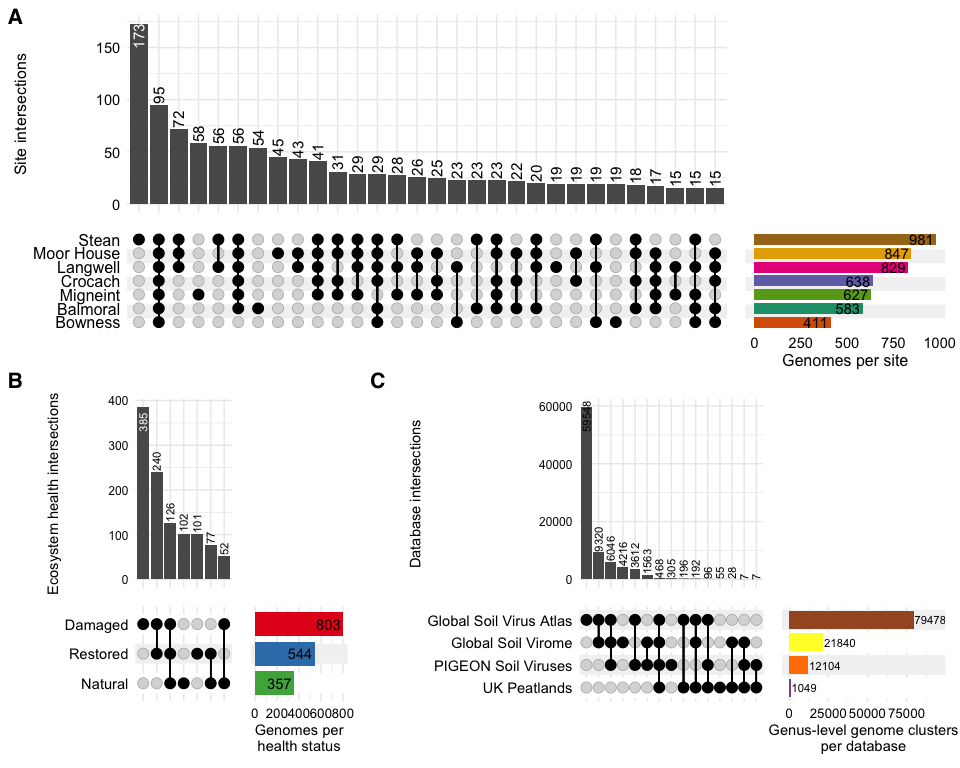 A
Site intersections
150
100
50
0
173
95
72
58
56
56
54
45
43
41
31
29
29
28
26
25
23
23
23
22
20
19
19
19
19
18
17
15
15
15
Stean
Moor House
Langwell
Crocach
Migneint
Balmoral
Bowness
981
847
829
638
627
583
411
0 250 500 750 1000
Genomes per site
B
Ecosystem health intersections
400
300
200
100
0
385
240
126
102
101
77
52
Damaged
Restored
Natural
803
544
357
0 200400600800
Genomes per
health status
C
Database intersections
60000
40000
20000
0
59548
9320
6046
4216
3612
1563
468
305
196
192
96
55
28
7
7
Global Soil Virus Atlas
Global Soil Virome
PIGEON Soil Viruses
UK Peatlands
79478
21840
12104
1049
0 25000 50000 75000
Genus-level genome clusters
per database